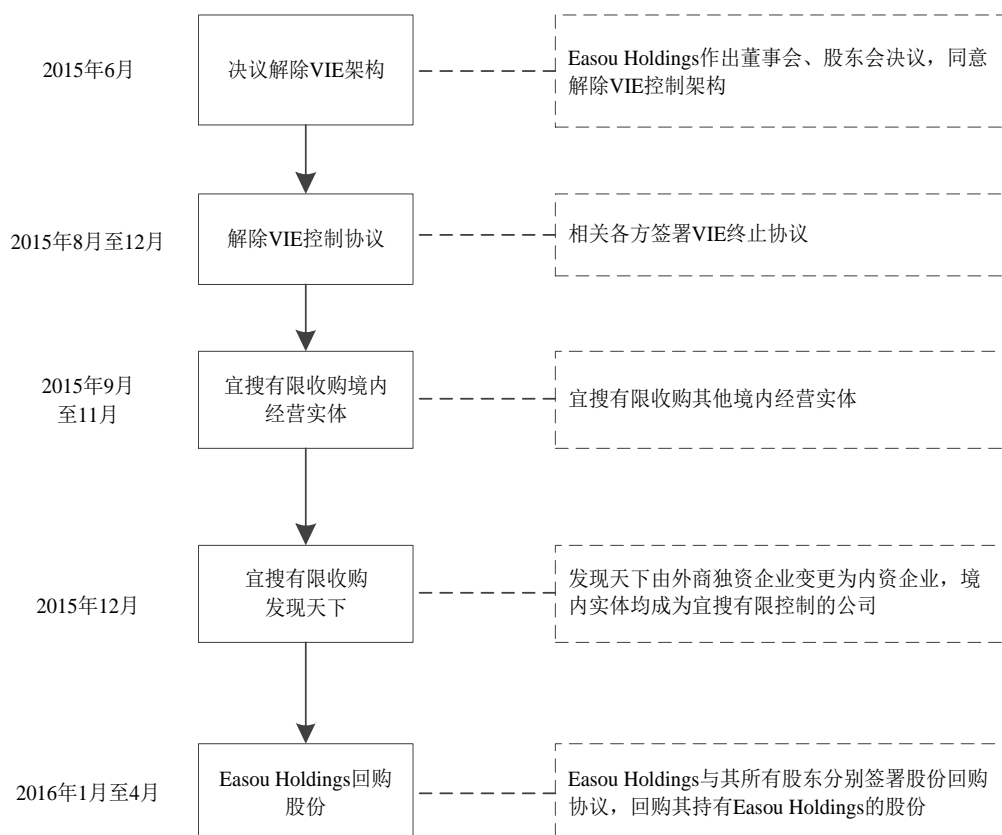 2015年6月
决议解除VIE架构
Easou Holdings作出董事会、股东会决议，同意
解除VIE控制架构
2015年8月至12月
解除VIE控制协议
相关各方签署VIE终止协议
2015年9月
至11月
宜搜有限收购境内
经营实体
宜搜有限收购其他境内经营实体
2015年12月
宜搜有限收购
发现天下
发现天下由外商独资企业变更为内资企业，境
内实体均成为宜搜有限控制的公司
2016年1月至4月
Easou Holdings回购
股份
Easou Holdings与其所有股东分别签署股份回购
协议，回购其持有Easou Holdings的股份